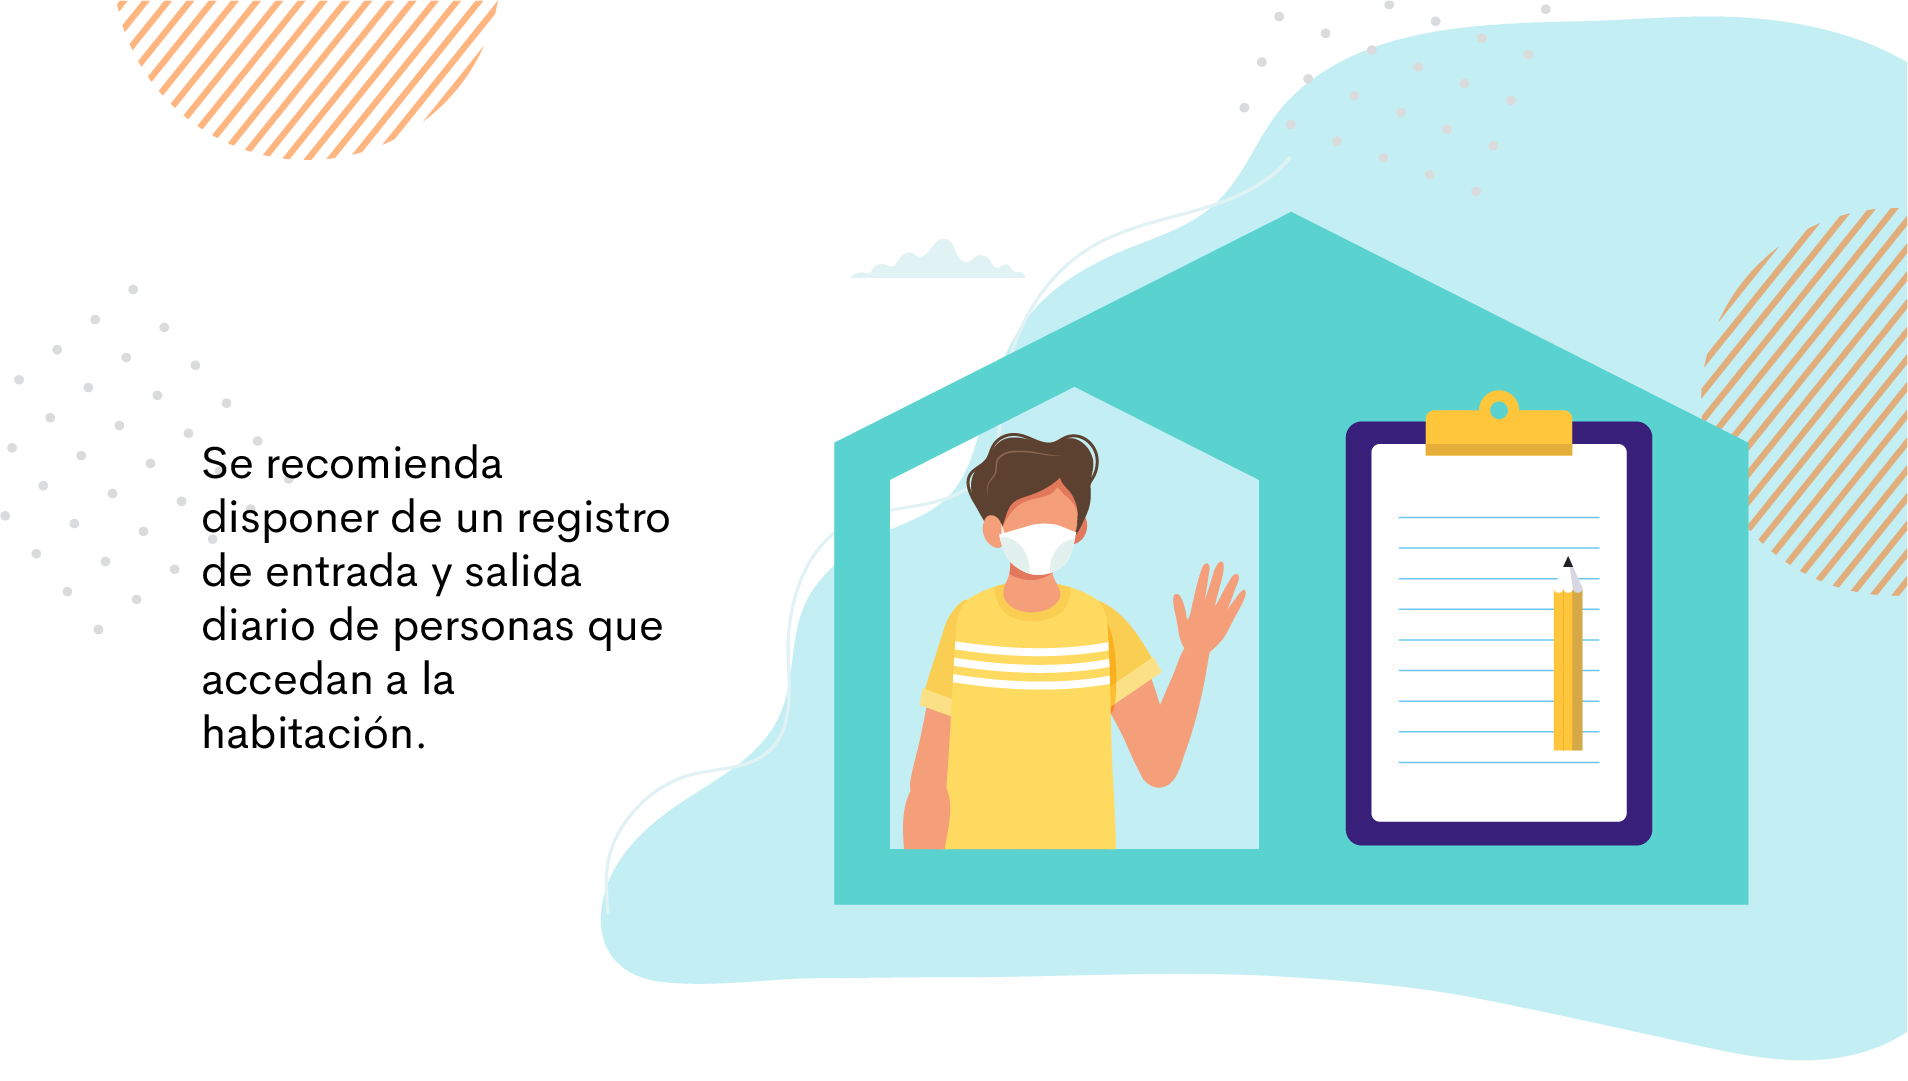 Se recomienda
disponer de un registro
de entrada y salida
diario de personas que
accedan a la
habitación.